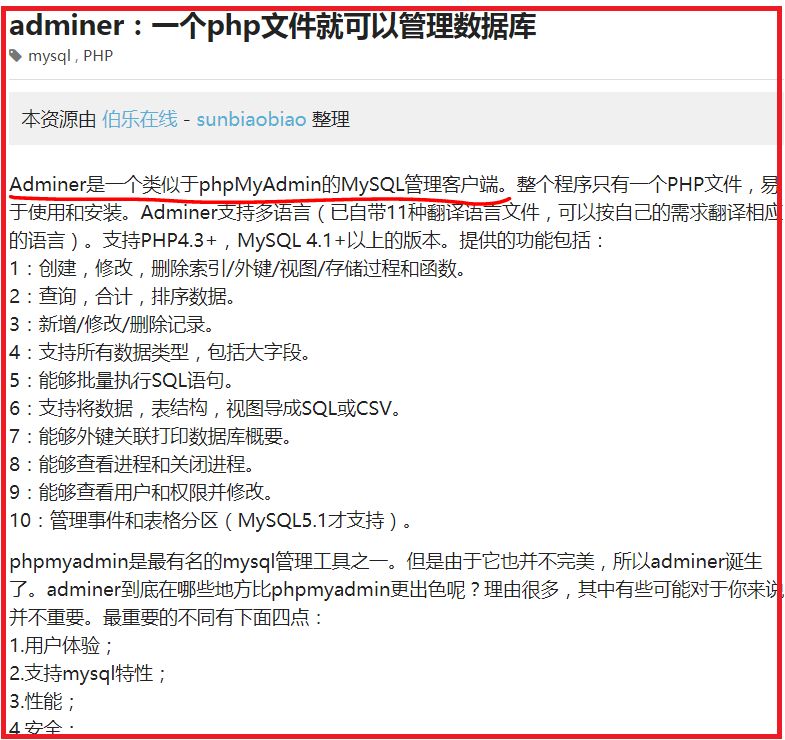 adminer：一个php文件就可以管理数据库
mysql , PHP
本资源由 伯乐在线 - sunbiaobiao 整理
Adminer是一个类似于phpMyAdmin的MySQL管理客户端。整个程序只有一个PHP文件，易
于使用和安装。Adminer支持多语言（已自带11种翻译语言文件，可以按自己的需求翻译相应
的语言）。支持PHP4.3+，MySQL 4.1+以上的版本。提供的功能包括：
1：创建，修改，删除索引/外键/视图/存储过程和函数。
2：查询，合计，排序数据。
3：新增/修改/删除记录。
4：支持所有数据类型，包括大字段。
5：能够批量执行SQL语句。
6：支持将数据，表结构，视图导成SQL或CSV。
7：能够外键关联打印数据库概要。
8：能够查看进程和关闭进程。
9：能够查看用户和权限并修改。
10：管理事件和表格分区（MySQL5.1才支持）。
phpmyadmin是最有名的mysql管理工具之一。但是由于它也并不完美，所以adminer诞生
了。adminer到底在哪些地方比phpmyadmin更出色呢？理由很多，其中有些可能对于你来说
并不重要。最重要的不同有下面四点：
1.用户体验；
2.支持mysql特性；
3.性能；
4.安全；